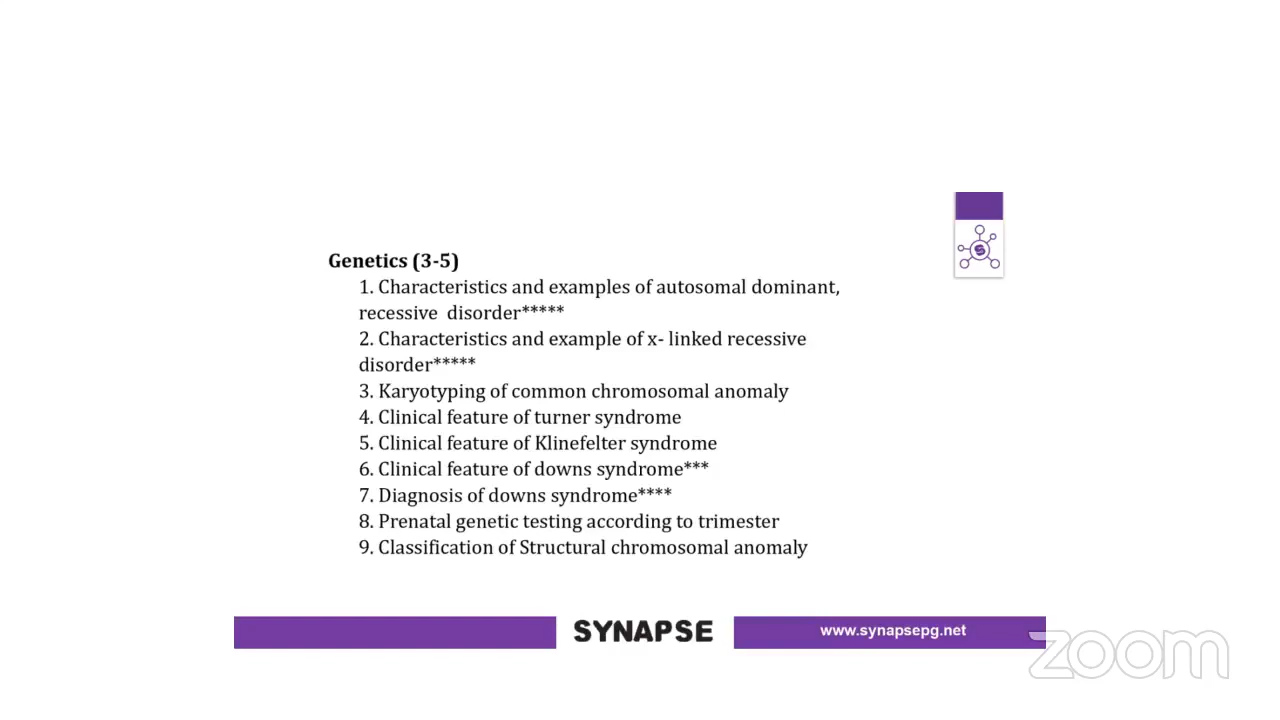 Genetics (3-5)
1. Characteristics and examples of autosomal dominant,
recessive disorder*****
2. Characteristics and example of x- linked recessive
disorder*****
3. Karyotyping of common chromosomal anomaly
4. Clinical feature of turner syndrome
5. Clinical feature of Klinefelter syndrome
6. Clinical feature of downs syndrome***
7. Diagnosis of downs syndrome****
8. Prenatal genetic testing according to trimester
9. Classification of Structural chromosomal anomaly
SYNAPSE
www.synapsepg.net
zoom